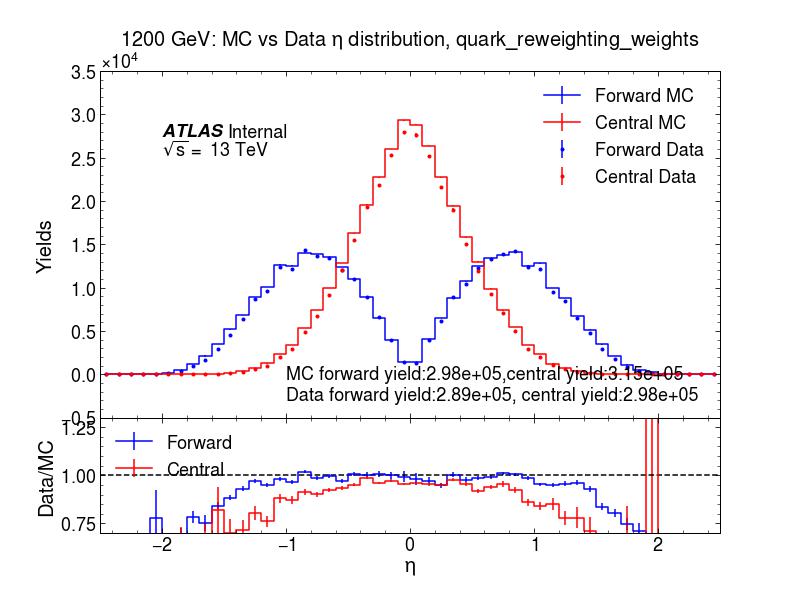 1200 GeV: MC vs Data η distribution, quark_reweighting_weights
×10⁴
3.5
3.0
2.5
2.0
1.5
1.0
0.5
0.0
−0.5
Yields
ATLAS Internal
√s = 13 TeV
Forward MC
Central MC
Forward Data
Central Data
MC forward yield:2.98e+05,central yield:3.15e+05
Data forward yield:2.89e+05, central yield:2.98e+05
1.25
1.00
0.75
Data/MC
Forward
Central
−2 −1 0 1 2
η